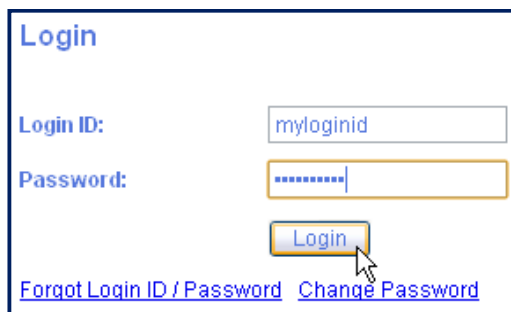 Login
Login ID: myloginid
Password: ••••••••••
Login
Forgot Login ID / Password Change Password